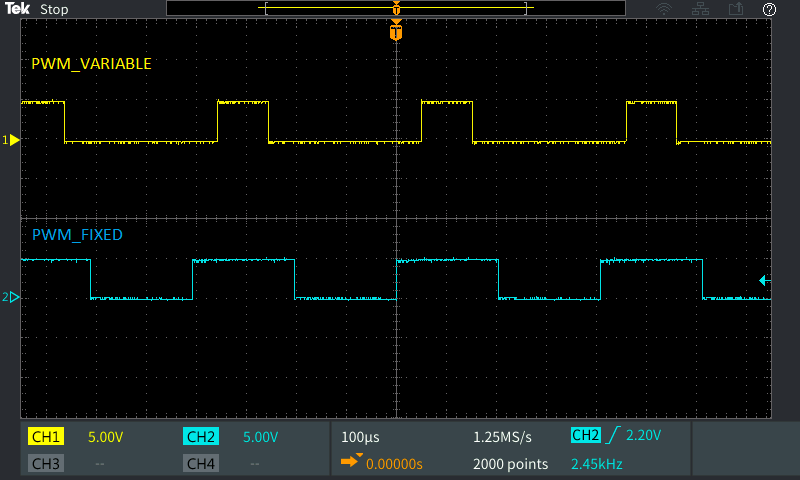 Tek Stop
T
T
?
PWM_VARIABLE
1
PWM_FIXED
2
CH1 5.00V CH2 5.00V 100µs 1.25MS/s CH2 2.20V
CH3 -- CH4 -- 0.00000s 2000 points 2.45kHz